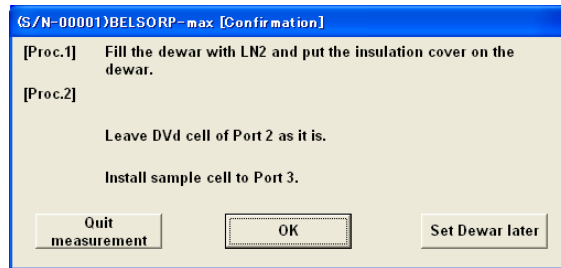 (S/N-00001)BELSORP-max [Confirmation]
[Proc.1] Fill the dewar with LN2 and put the insulation cover on the
dewar.
[Proc.2]
Leave DVd cell of Port 2 as it is.
Install sample cell to Port 3.
Quit
measurement
OK
Set Dewar later